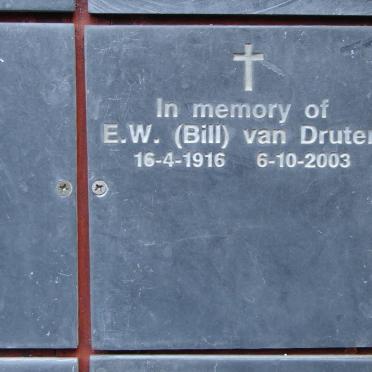 In memory of
E.W. (Bill) van Druten
16-4-1916 6-10-2003